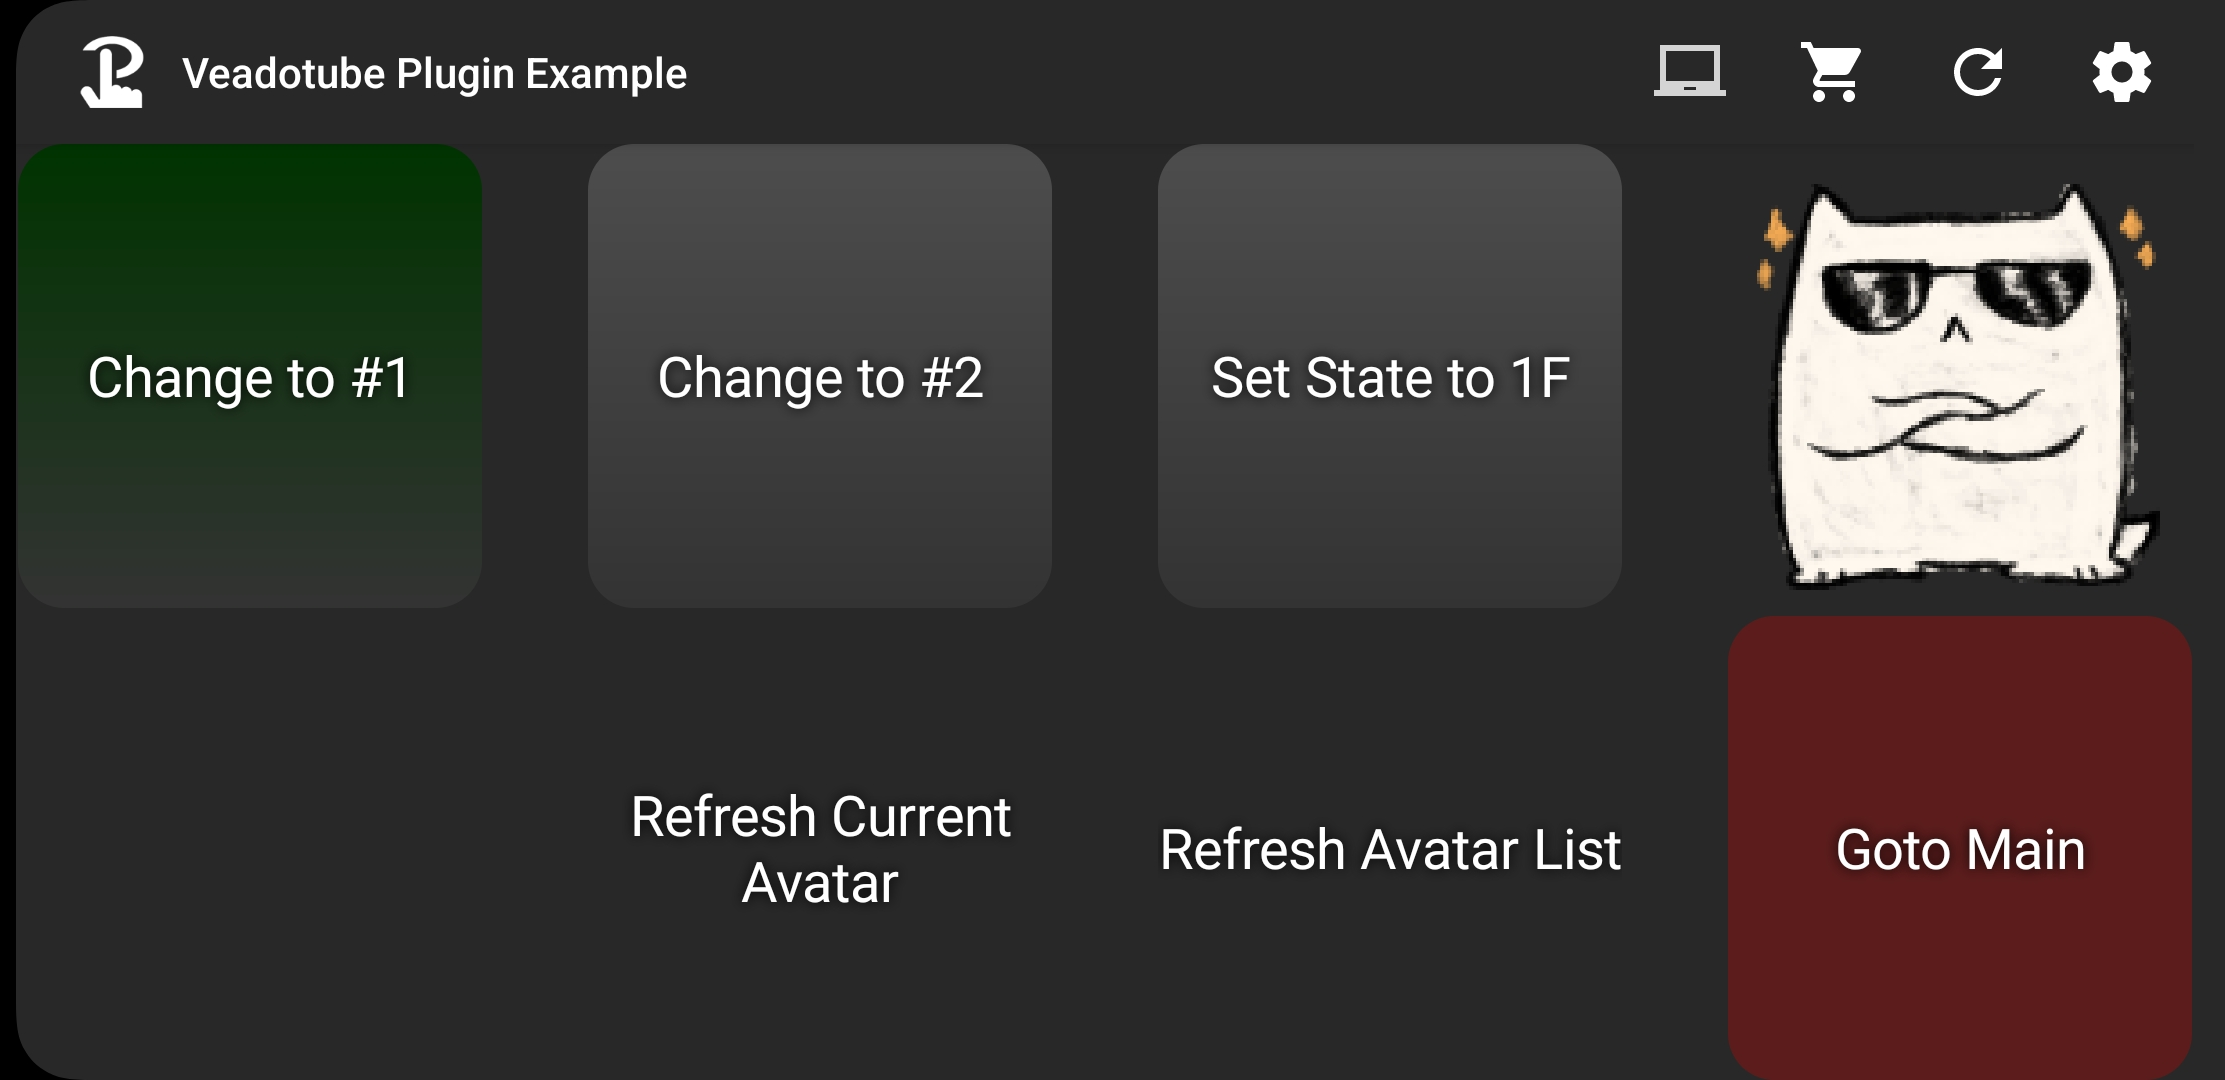 Veadotube Plugin Example
Change to #1
Change to #2
Set State to 1F
Refresh Current
Avatar
Refresh Avatar List
Goto Main